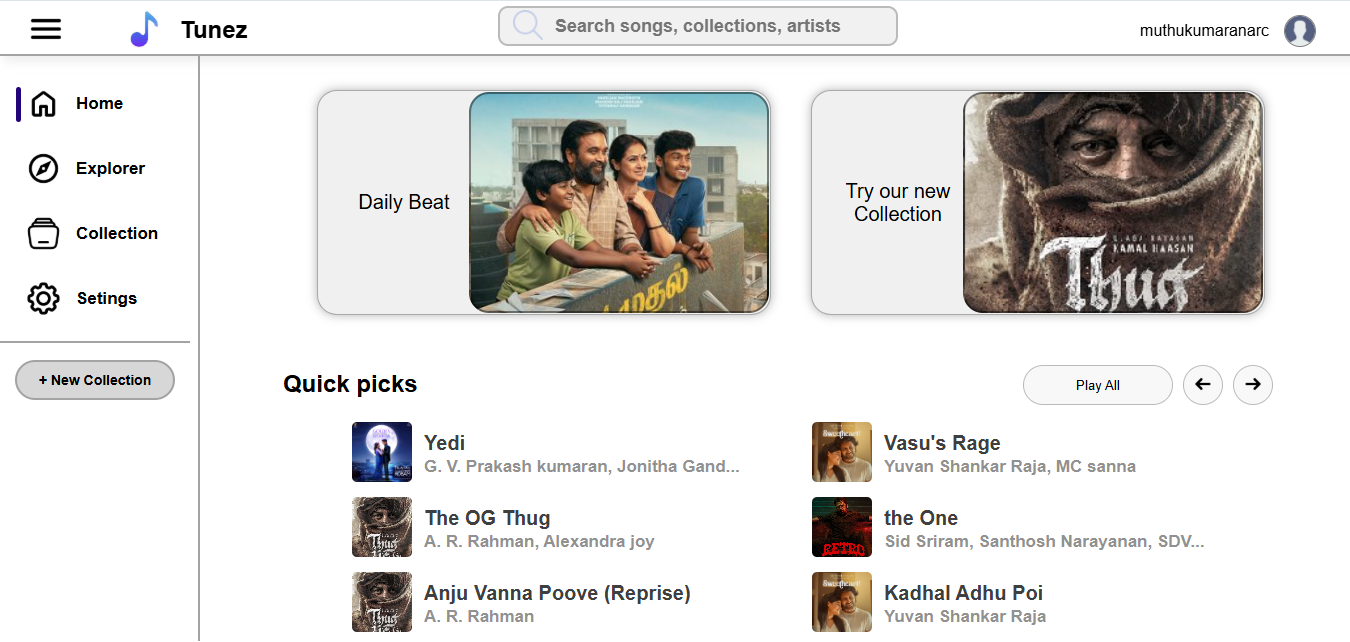 Tunez
Search songs, collections, artists
muthukumaranarc
Home
Explorer
Collection
Setings
+ New Collection
Daily Beat
முதல்
Try our new
Collection
KAMAL HAASAN
Thug
Quick picks
Play All
Yedi
G. V. Prakash kumaran, Jonitha Gand...
Vasu's Rage
Yuvan Shankar Raja, MC sanna
The OG Thug
A. R. Rahman, Alexandra joy
the One
Sid Sriram, Santhosh Narayanan, SDV...
RETRO
Anju Vanna Poove (Reprise)
A. R. Rahman
Kadhal Adhu Poi
Yuvan Shankar Raja